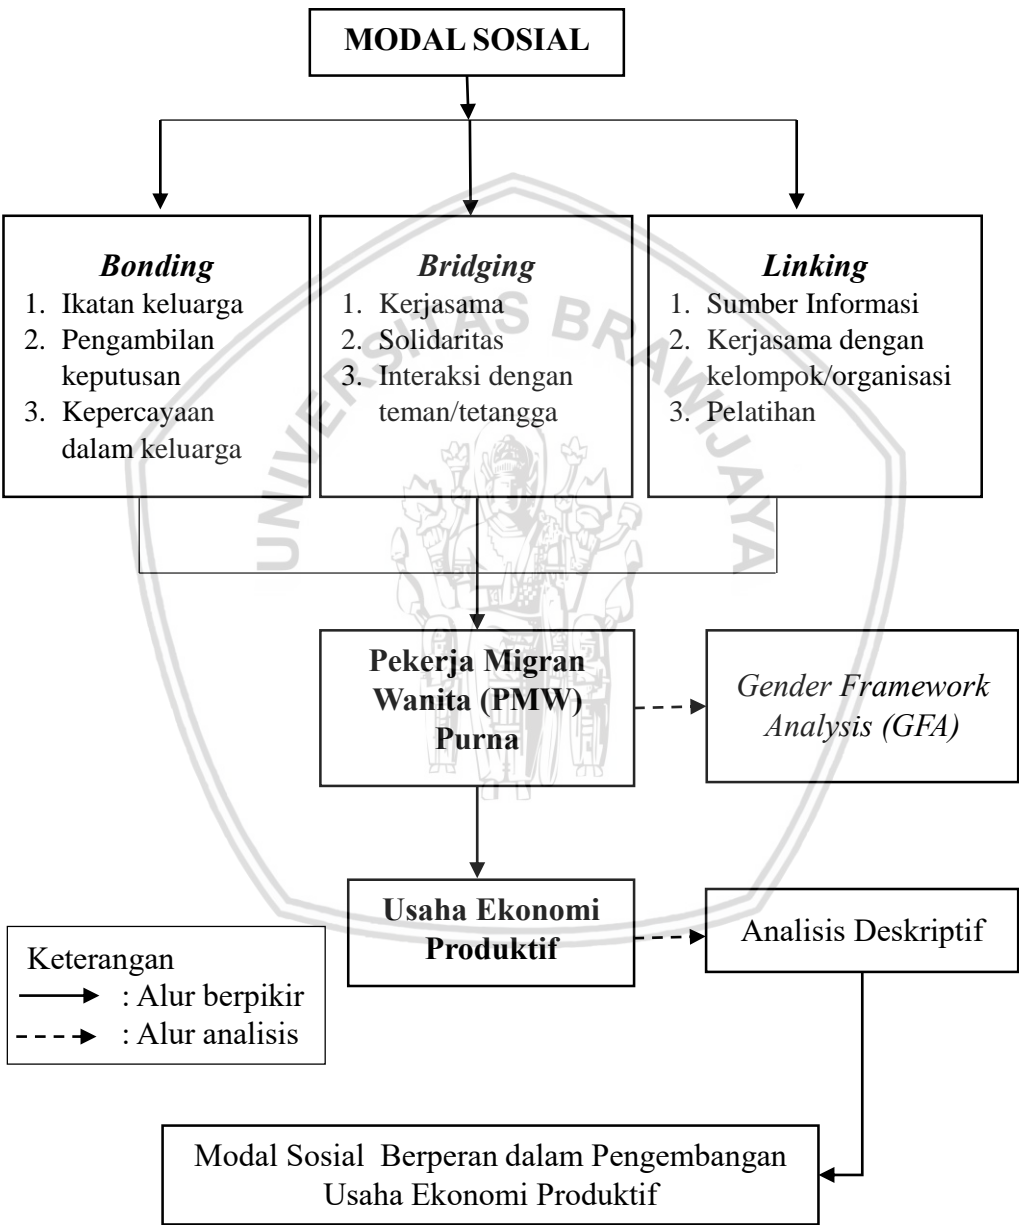 MODAL SOSIAL
Bonding
1. Ikatan keluarga
2. Pengambilan
keputusan
3. Kepercayaan
dalam keluarga
Bridging
1. Kerjasama
2. Solidaritas
3. Interaksi dengan
teman/tetangga
Linking
1. Sumber Informasi
2. Kerjasama dengan
kelompok/organisasi
3. Pelatihan
UNIVERSITAS BRAWIJAYA
Pekerja Migran
Wanita (PMW)
Purna
Gender Framework
Analysis (GFA)
Usaha Ekonomi
Produktif
Analisis Deskriptif
Keterangan
: Alur berpikir
: Alur analisis
Modal Sosial Berperan dalam Pengembangan
Usaha Ekonomi Produktif